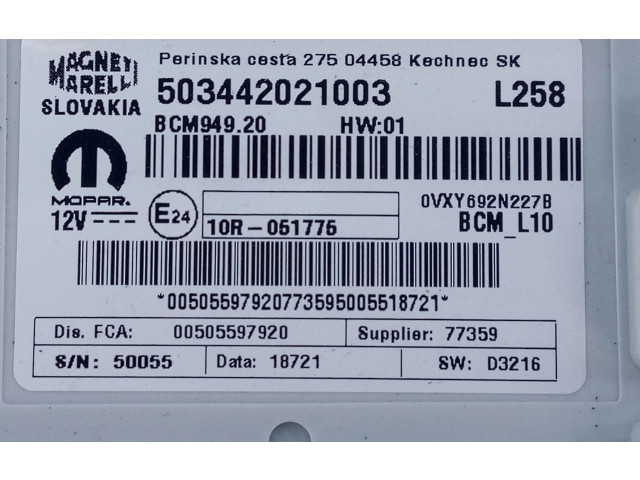 MAGNETI
MARELLI
SLOVAKIA
Perinska cesta 275 04458 Kechnec SK
503442021003 L258
BCM949.20 HW:01
MOPAR.
12V
E24
10R-051775
0VXY692N227B
BCM_L10
*00505597920773595005518721*
Dis. FCA: 00505597920 Supplier: 77359
S/N: 50055 Data: 18721 SW: D3216